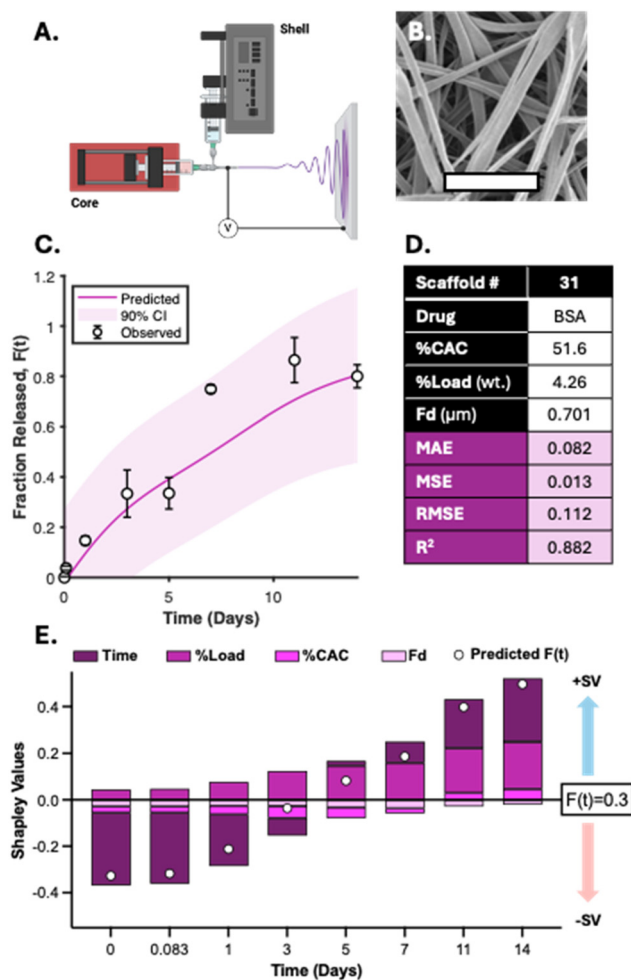 A.
Shell
Core
V
B.
C.
Predicted
90% CI
Observed
Fraction Released, F(t)
1.2
1
0.8
0.6
0.4
0.2
0
0
5
10
Time (Days)
D.
Scaffold # 31
Drug BSA
%CAC 51.6
%Load (wt.) 4.26
Fd (µm) 0.701
MAE 0.082
MSE 0.013
RMSE 0.112
R² 0.882
E.
Time %Load %CAC Fd Predicted F(t)
Shapley Values
0.4
0.2
0.0
-0.2
-0.4
+SV
F(t)=0.3
-SV
0 0.083 1 3 5 7 11 14
Time (Days)